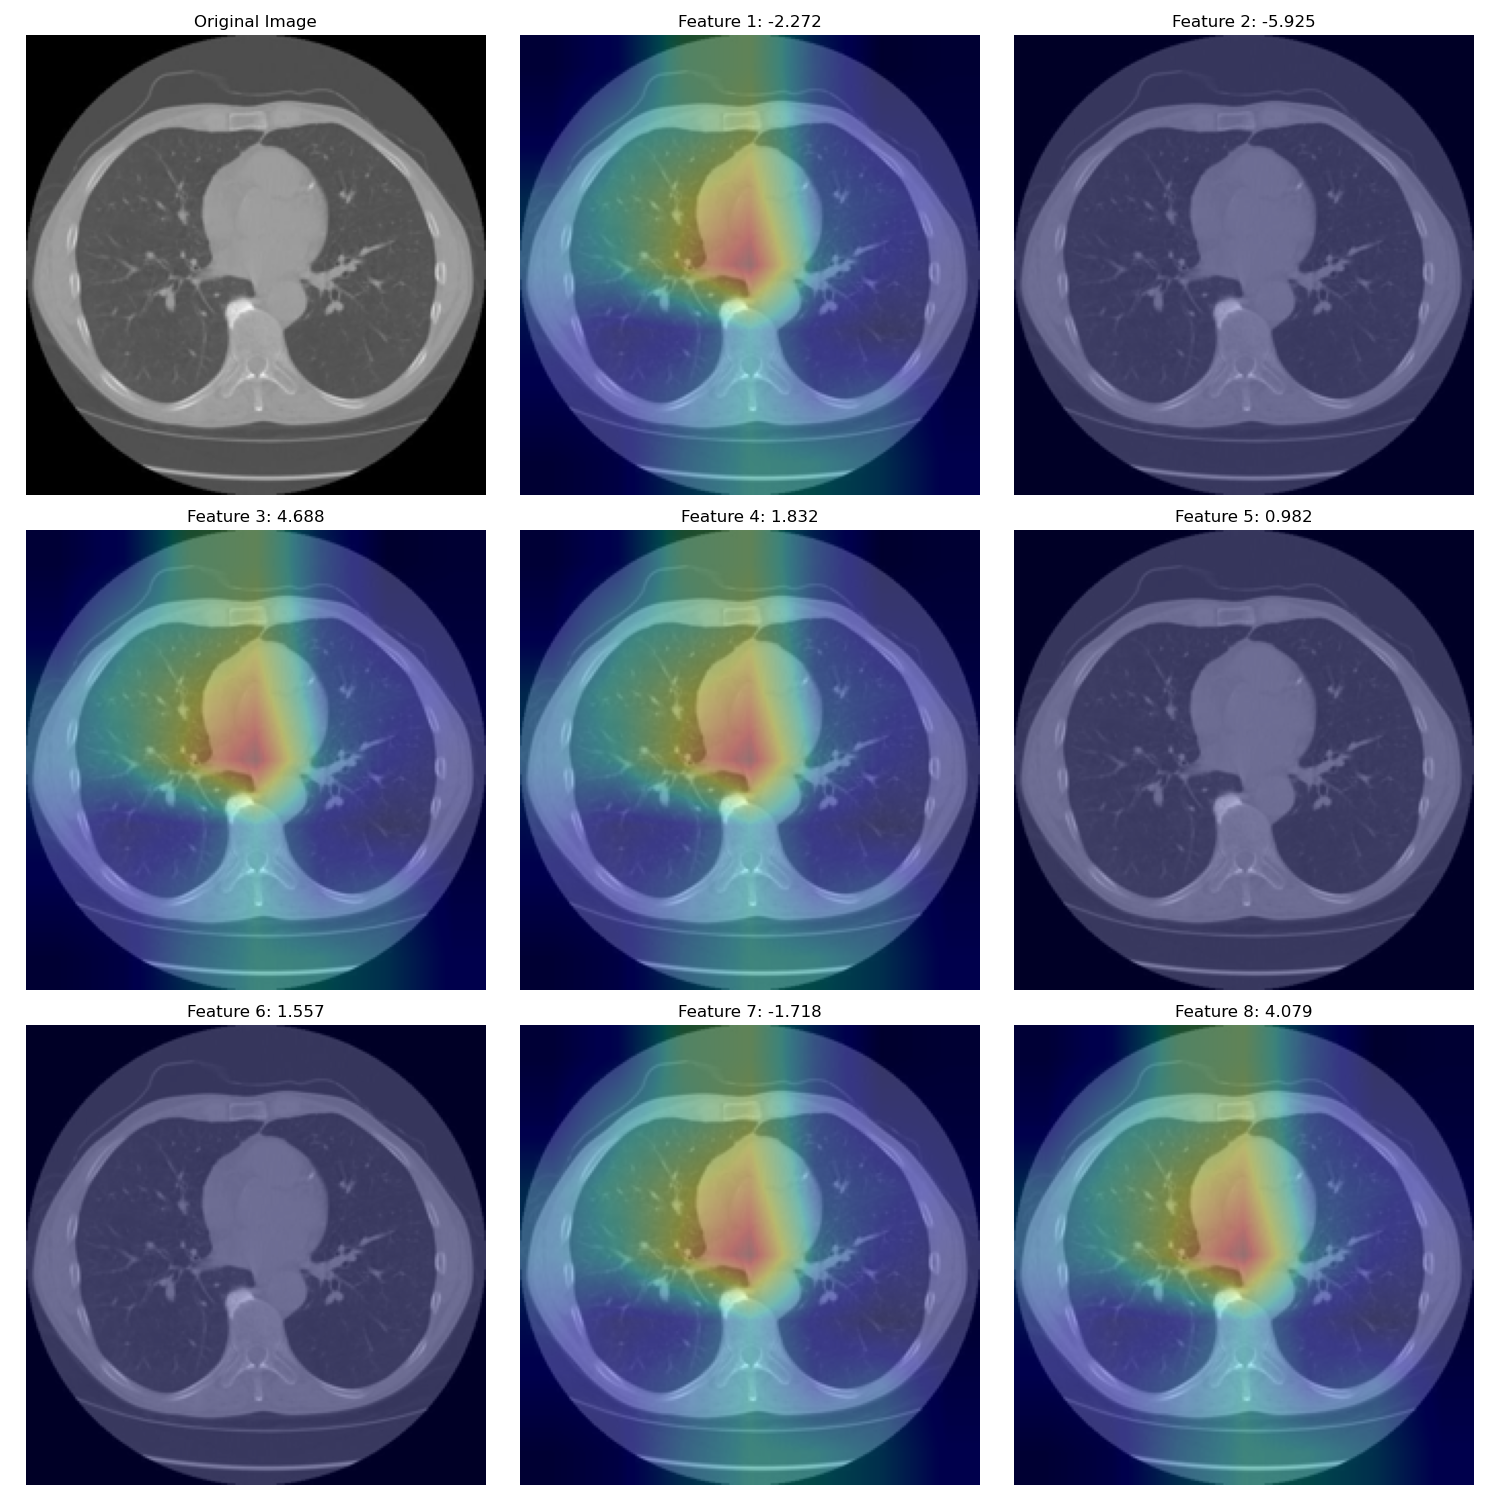 Original Image
Feature 1: -2.272
Feature 2: -5.925
Feature 3: 4.688
Feature 4: 1.832
Feature 5: 0.982
Feature 6: 1.557
Feature 7: -1.718
Feature 8: 4.079